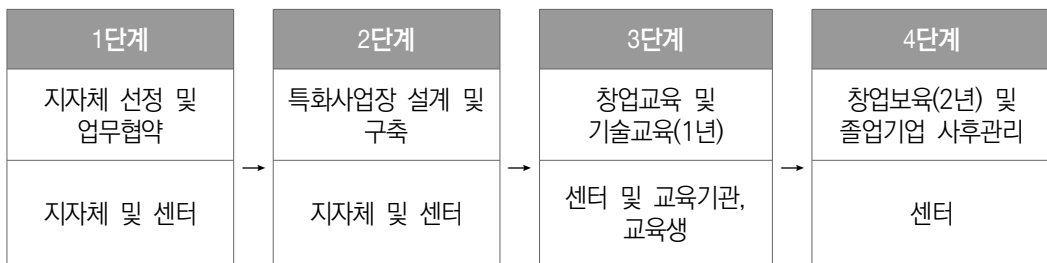 1단계
지자체 선정 및
업무협약
지자체 및 센터
→
2단계
특화사업장 설계 및
구축
지자체 및 센터
→
3단계
창업교육 및
기술교육(1년)
센터 및 교육기관,
교육생
→
4단계
창업보육(2년) 및
졸업기업 사후관리
센터